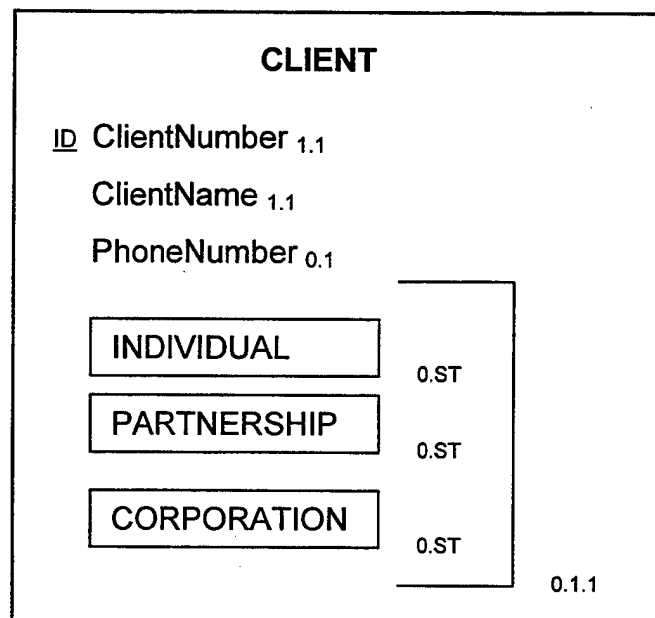 CLIENT
ID ClientNumber 1.1
ClientName 1.1
PhoneNumber 0.1
INDIVIDUAL
0.ST
PARTNERSHIP
0.ST
CORPORATION
0.ST
0.1.1